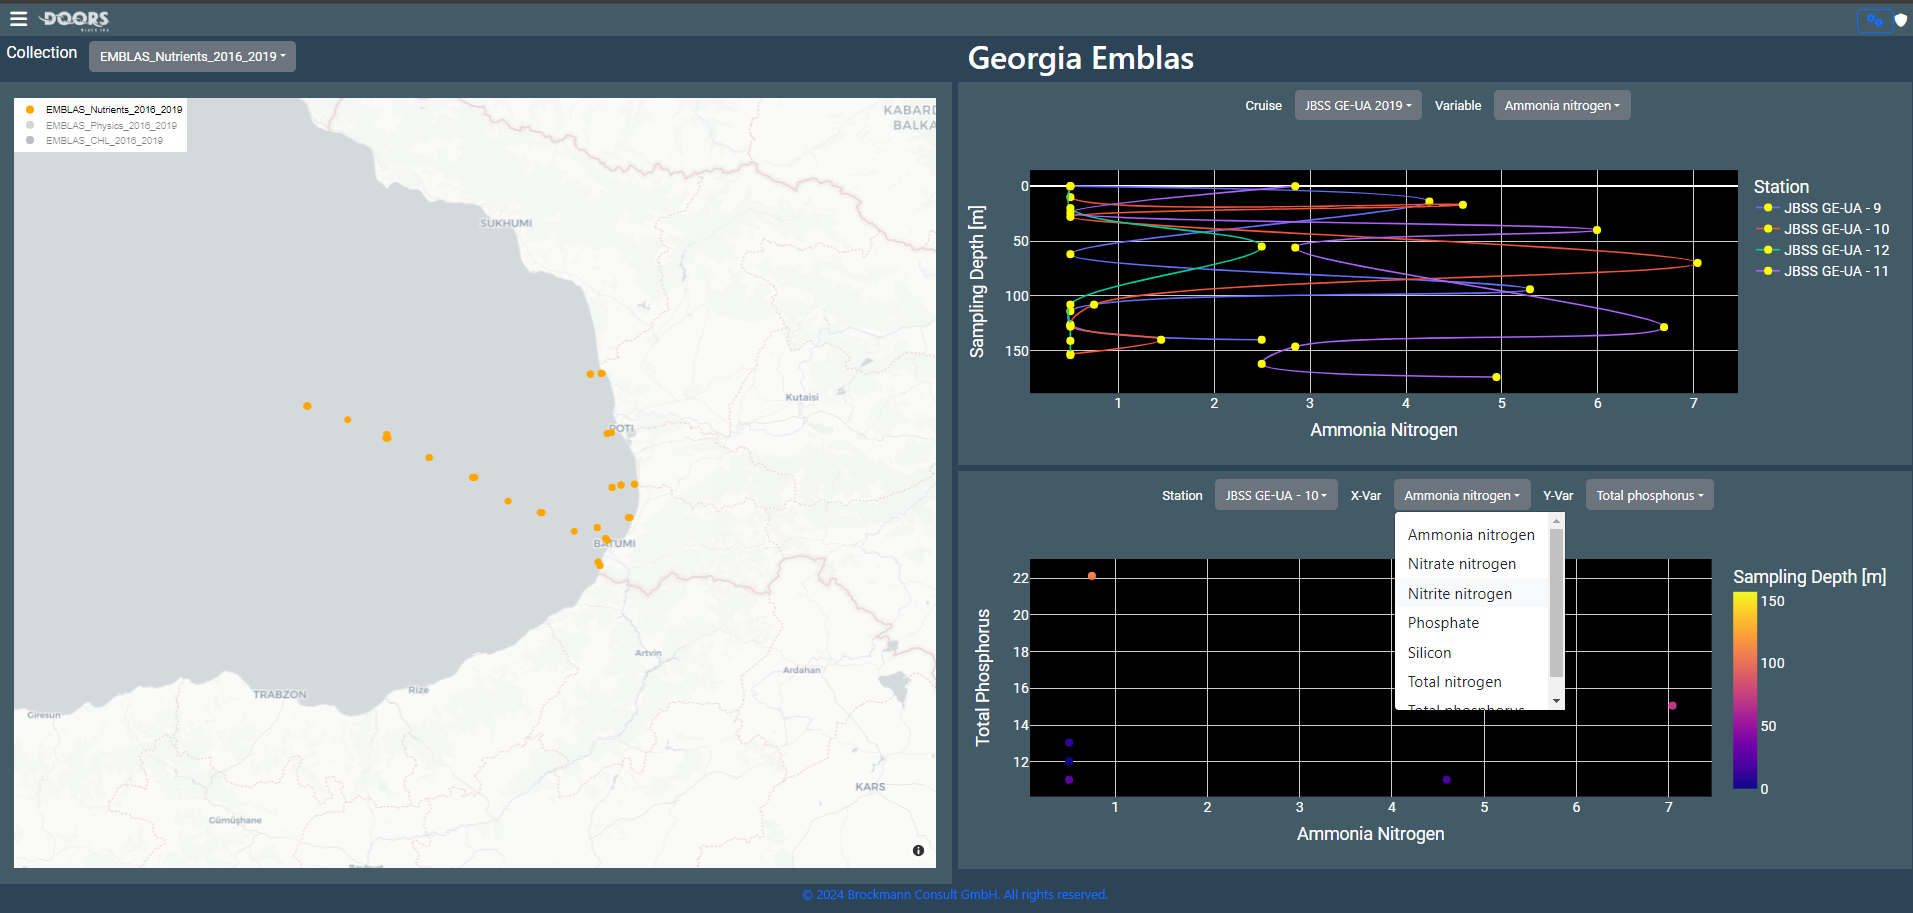 DOORS
BLACK SEA
Collection
EMBLAS_Nutrients_2016_2019
Georgia Emblas
EMBLAS_Nutrients_2016_2019
EMBLAS_Physics_2016_2019
EMBLAS_CHL_2016_2019
KABARD
BALKA
SUKHUMI
Kutaisi
POTI
BATUMI
Artvin
Ardahan
TRABZON
Rize
Giresun
KARS
Gümüşhane
Cruise
JBSS GE-UA 2019
Variable
Ammonia nitrogen
0
50
100
150
Sampling Depth [m]
1 2 3 4 5 6 7
Ammonia Nitrogen
Station
JBSS GE-UA - 9
JBSS GE-UA - 10
JBSS GE-UA - 12
JBSS GE-UA - 11
Station
JBSS GE-UA - 10
X-Var
Ammonia nitrogen
Y-Var
Total phosphorus
Ammonia nitrogen
Nitrate nitrogen
Nitrite nitrogen
Phosphate
Silicon
Total nitrogen
Total phosphorus
22
20
18
16
14
12
Total Phosphorus
1 2 3 4 5 6 7
Ammonia Nitrogen
Sampling Depth [m]
150
100
50
0
© 2024 Brockmann Consult GmbH. All rights reserved.